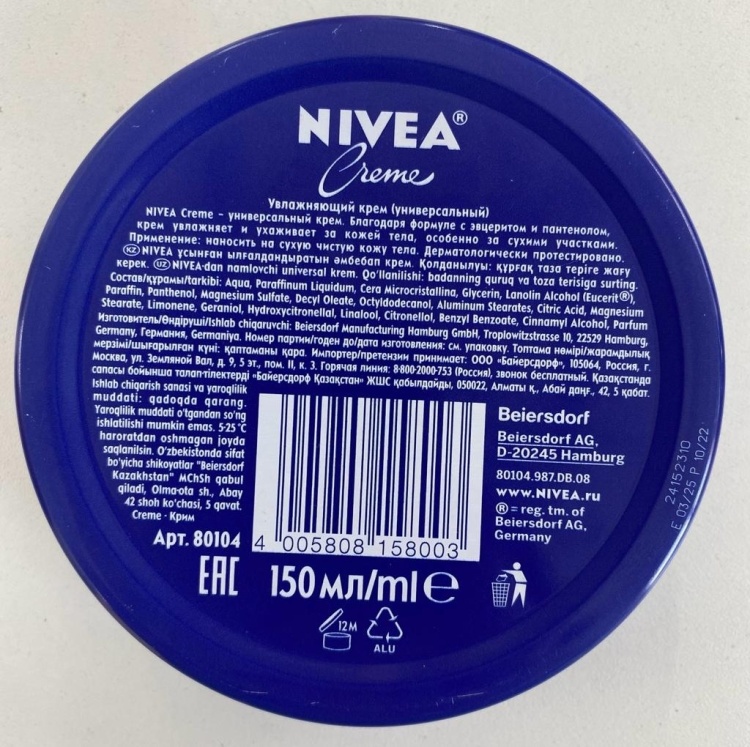 NIVEA®
Creme
Увлажняющий крем (универсальный)
NIVEA Creme – универсальный крем. Благодаря формуле с эвцеритом и пантенолом,
крем увлажняет и ухаживает за кожей тела, особенно за сухими участками.
Применение: наносить на сухую чистую кожу тела. Дерматологически протестировано.
KZ NIVEA ұсынған ылғалдандыратын әмбебап крем. Қолданылуы: құрғақ таза теріге жағу
керек. UZ NIVEA-dan namlovchi universal krem. Qo'llanilishi: badanning quruq va toza terisiga surting.
Состав/құрамы/tarkibi: Aqua, Paraffinum Liquidum, Cera Microcristallina, Glycerin, Lanolin Alcohol (Eucerit®),
Paraffin, Panthenol, Magnesium Sulfate, Decyl Oleate, Octyldodecanol, Aluminum Stearates, Citric Acid, Magnesium
Stearate, Limonene, Geraniol, Hydroxycitronellal, Linalool, Citronellol, Benzyl Benzoate, Cinnamyl Alcohol, Parfum
Изготовитель/Өндіруші/Ishlab chiqaruvchi: Beiersdorf Manufacturing Hamburg GmbH, Troplowitzstrasse 10, 22529 Hamburg,
Germany, Германия, Germaniya. Номер партии/годен до/дата изготовления: см. упаковку. Топтама нөмірі/жарамдылық
мерзімі/шығарылған күні: қаптаманы қара. Импортер/претензии принимает: ООО «Байерсдорф», 105064, Россия, г.
Москва, ул. Земляной Вал, д. 9, 5 эт., пом. II, к. 3. Горячая линия: 8-800-2000-753 (Россия), звонок бесплатный. Қазақстанда
сапасы бойынша талап-тілектерді «Байерсдорф Қазақстан» ЖШС қабылдайды, 050022, Алматы қ., Абай даңғ., 42, 5 қабат.
Ishlab chiqarish sanasi va yaroqlilik
muddati: qadoqda qarang.
Yaroqlilik muddati o'tgandan so'ng
ishlatilishi mumkin emas. 5-25 °C
haroratdan oshmagan joyda
saqlanilsin. O'zbekistonda sifat
bo'yicha shikoyatlar "Beiersdorf
Kazakhstan" MChSh qabul
qiladi, Olma-ota sh., Abay
42 shoh ko'chasi, 5 qavat.
Creme - Крим
Арт. 80104
4 005808 158003
Beiersdorf
Beiersdorf AG,
D-20245 Hamburg
80104.987.DB.08
www.NIVEA.ru
® = reg. tm. of
Beiersdorf AG,
Germany
24152310
E 03/25 P 10/22
EAC
150 мл/ml e
12M
ALU